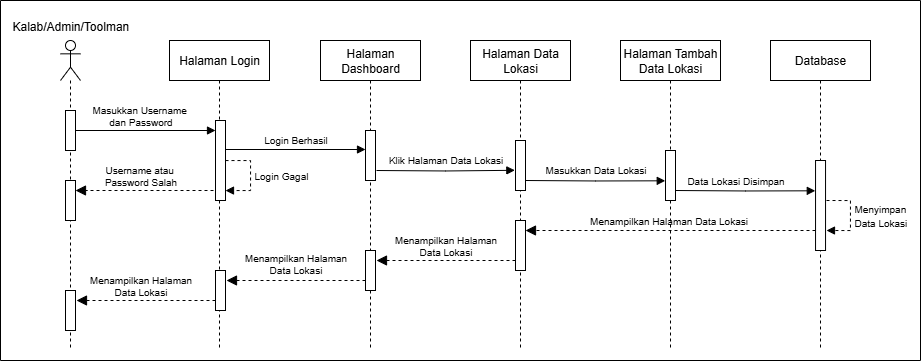 Kalab/Admin/Toolman
Halaman Login
Halaman
Dashboard
Halaman Data
Lokasi
Halaman Tambah
Data Lokasi
Database
Masukkan Username
dan Password
Login Berhasil
Klik Halaman Data Lokasi
Masukkan Data Lokasi
Data Lokasi Disimpan
Login Gagal
Username atau
Password Salah
Menyimpan
Data Lokasi
Menampilkan Halaman Data Lokasi
Menampilkan Halaman
Data Lokasi
Menampilkan Halaman
Data Lokasi
Menampilkan Halaman
Data Lokasi